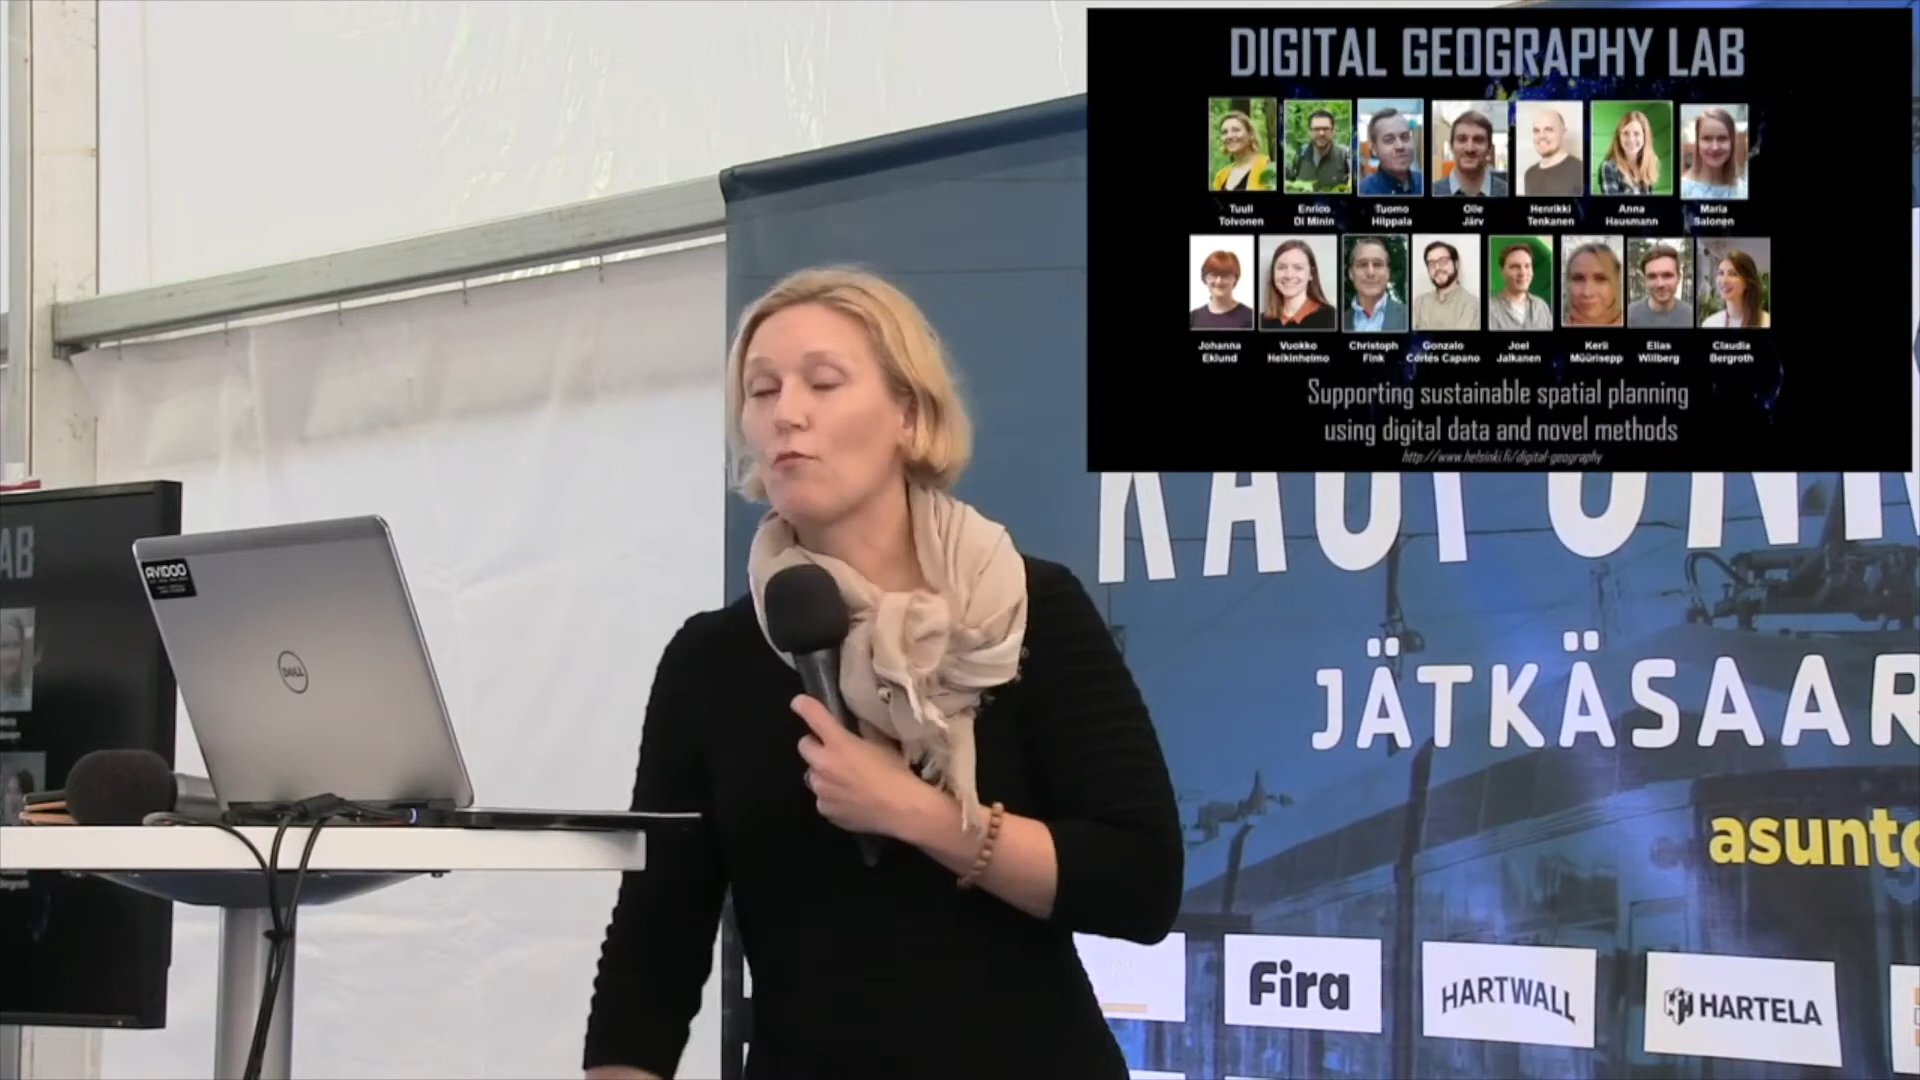 DIGITAL GEOGRAPHY LAB
Tuuli Toivonen
Enrico Di Minin
Tuomo Hiippala
Olle Järv
Henrikki Tenkanen
Anna Hausmann
Maria Salonen
Johanna Eklund
Vuokko Heikinheimo
Christoph Fink
Gonzalo Cortés Capano
Joel Jalkanen
Kerli Müürisepp
Elias Willberg
Claudia Bergroth
Supporting sustainable spatial planning
using digital data and novel methods
http://www.helsinki.fi/digital-geography
KAUPUNK
JÄTKÄSAAR
asunto
Fira
HARTWALL
HARTELA
AVIDOO
DELL
AB